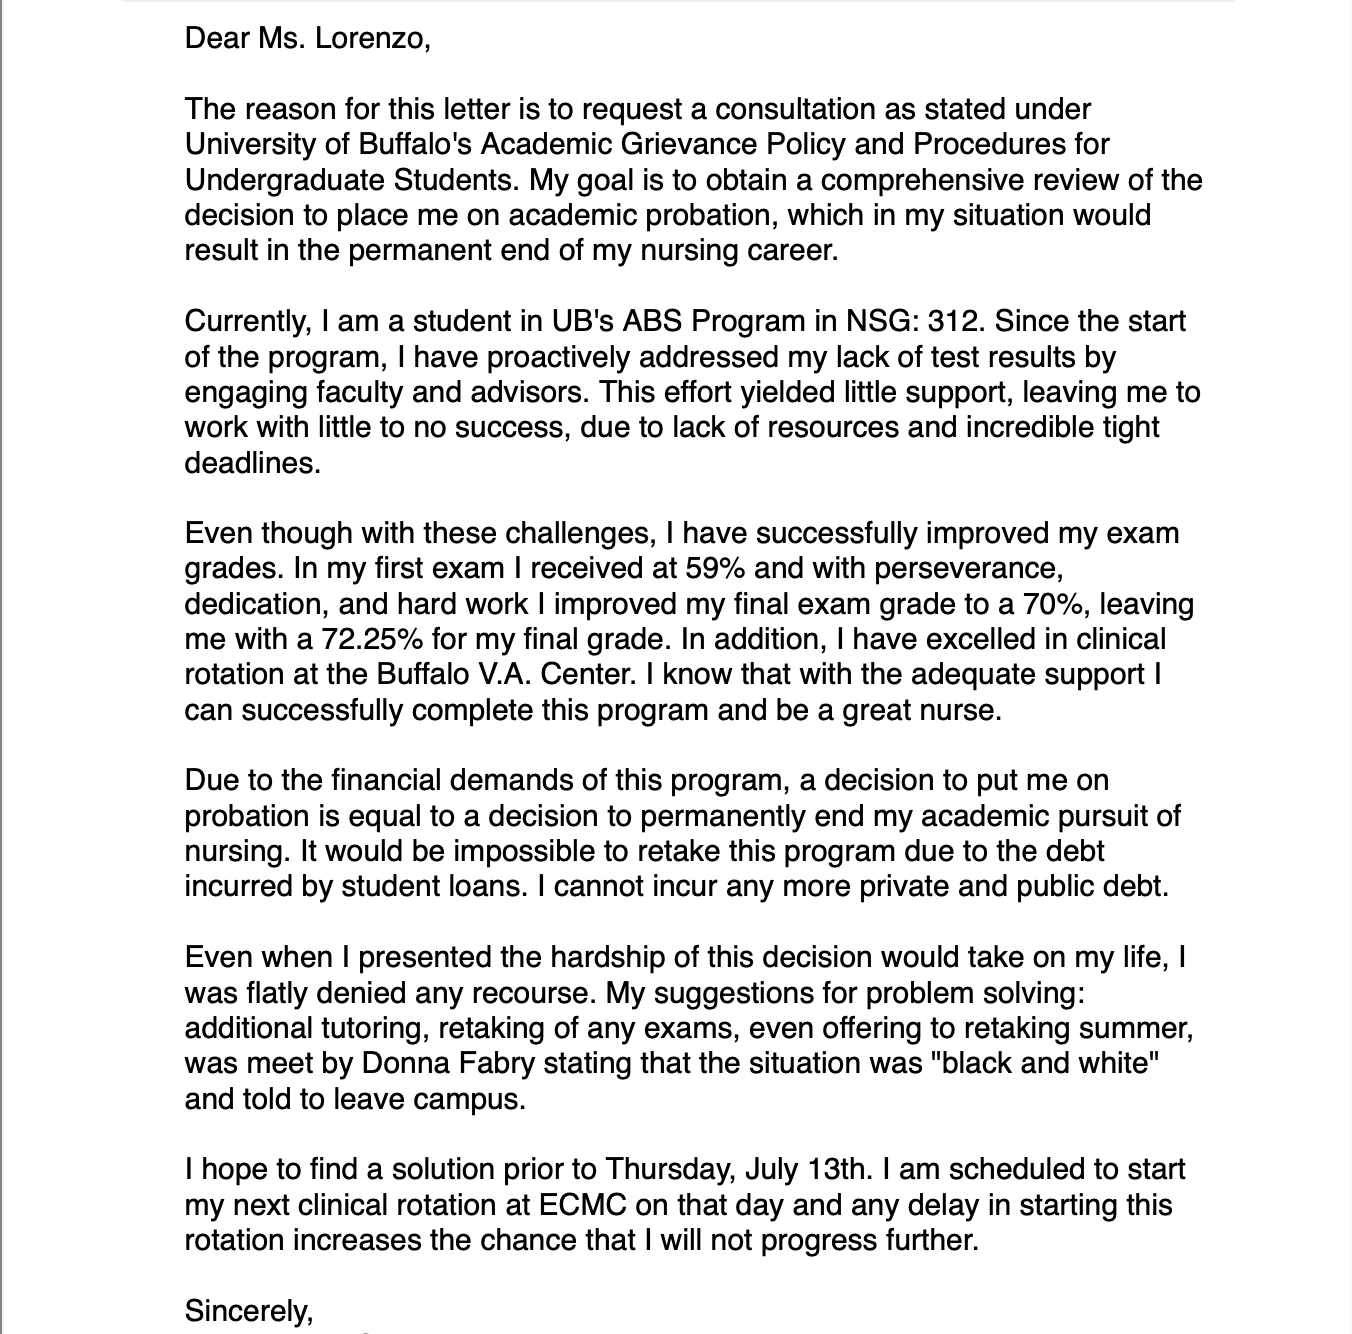 Dear Ms. Lorenzo,
The reason for this letter is to request a consultation as stated under
University of Buffalo's Academic Grievance Policy and Procedures for
Undergraduate Students. My goal is to obtain a comprehensive review of the
decision to place me on academic probation, which in my situation would
result in the permanent end of my nursing career.
Currently, I am a student in UB's ABS Program in NSG: 312. Since the start
of the program, I have proactively addressed my lack of test results by
engaging faculty and advisors. This effort yielded little support, leaving me to
work with little to no success, due to lack of resources and incredible tight
deadlines.
Even though with these challenges, I have successfully improved my exam
grades. In my first exam I received at 59% and with perseverance,
dedication, and hard work I improved my final exam grade to a 70%, leaving
me with a 72.25% for my final grade. In addition, I have excelled in clinical
rotation at the Buffalo V.A. Center. I know that with the adequate support I
can successfully complete this program and be a great nurse.
Due to the financial demands of this program, a decision to put me on
probation is equal to a decision to permanently end my academic pursuit of
nursing. It would be impossible to retake this program due to the debt
incurred by student loans. I cannot incur any more private and public debt.
Even when I presented the hardship of this decision would take on my life, I
was flatly denied any recourse. My suggestions for problem solving:
additional tutoring, retaking of any exams, even offering to retaking summer,
was meet by Donna Fabry stating that the situation was "black and white"
and told to leave campus.
I hope to find a solution prior to Thursday, July 13th. I am scheduled to start
my next clinical rotation at ECMC on that day and any delay in starting this
rotation increases the chance that I will not progress further.
Sincerely,